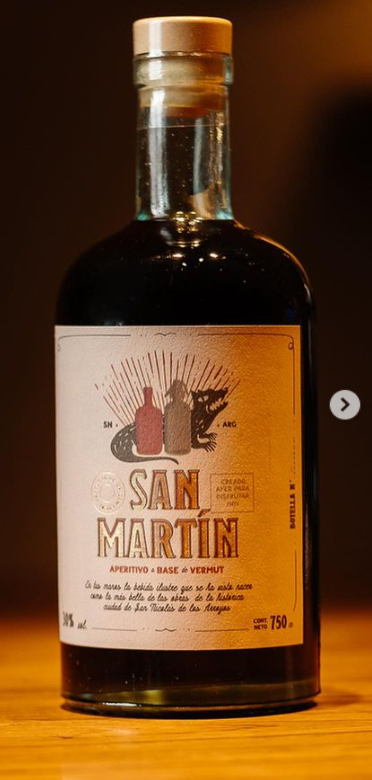 SN · · ARG
SAN
MARTÍN
CREADO
AYER PARA
DISFRUTAR
HOY
APERITIVO a BASE de VERMUT
En tus manos la bebida ilustre que se ha visto nacer
como la más bella de las obras de la histórica
ciudad de San Nicolás de los Arroyos
30% vol.
CONT. NETO 750
BOTELLA N°